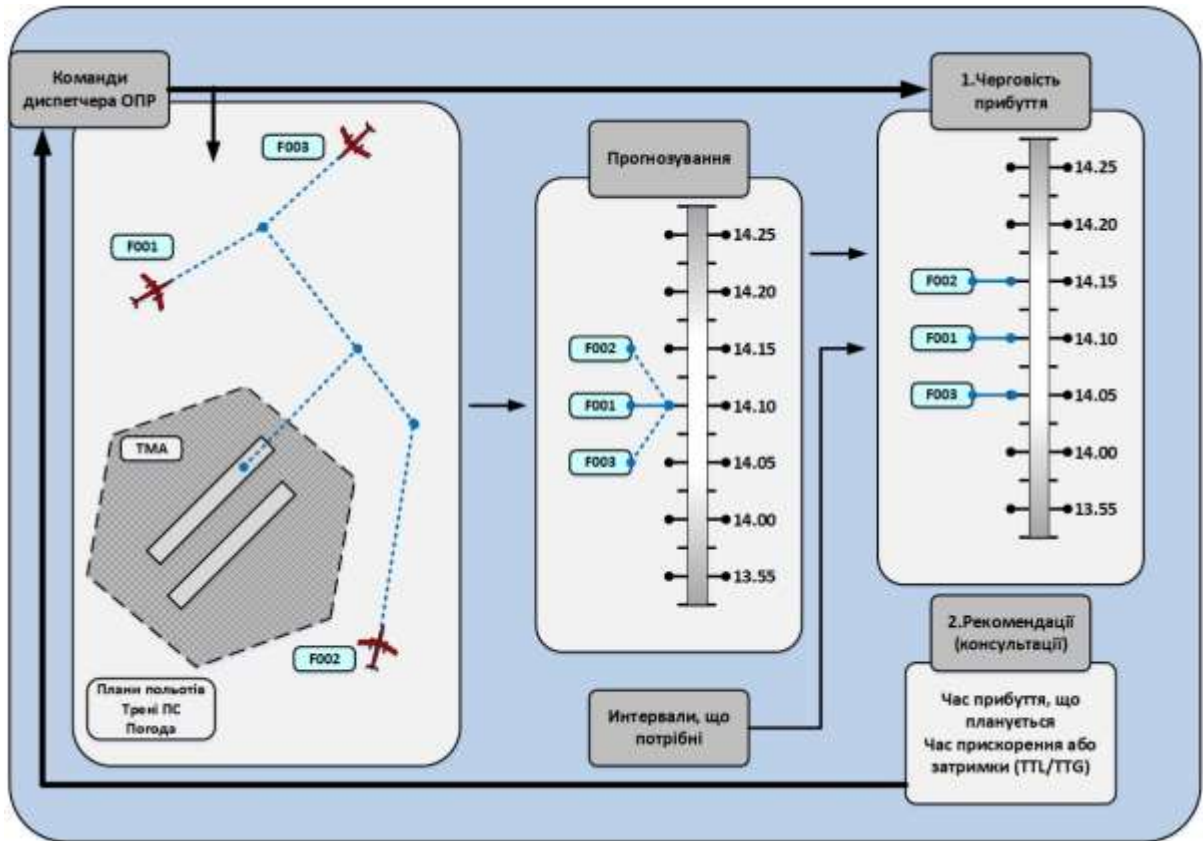 Команди
диспетчера ОПР
F003
F001
TMA
F002
Плани польотів
Трекі ПС
Погода
Прогнозування
14.25
14.20
14.15
14.10
14.05
14.00
13.55
F002
F001
F003
Интервали, що
потрібні
1.Черговість
прибуття
14.25
14.20
14.15
14.10
14.05
14.00
13.55
F002
F001
F003
2.Рекомендації
(консультації)
Час прибуття, що
планується
Час прискорення або
затримки (TTL/TTG)